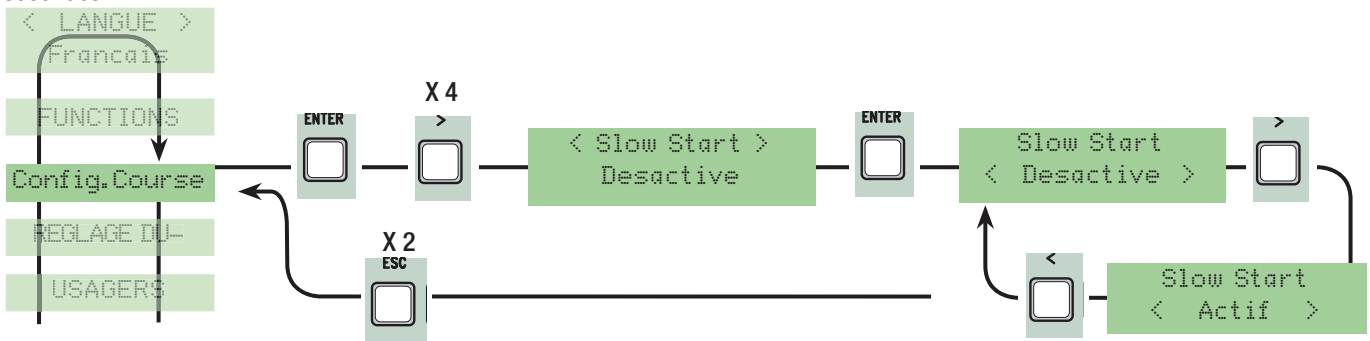 < LANGUE >
Francais
FUNCTIONS
Config.Course
REGLAGE DU-
USAGERS
ENTER
X 4
>
< Slow Start >
Desactive
ENTER
Slow Start
< Desactive >
>
X 2
ESC
<
Slow Start
< Actif >